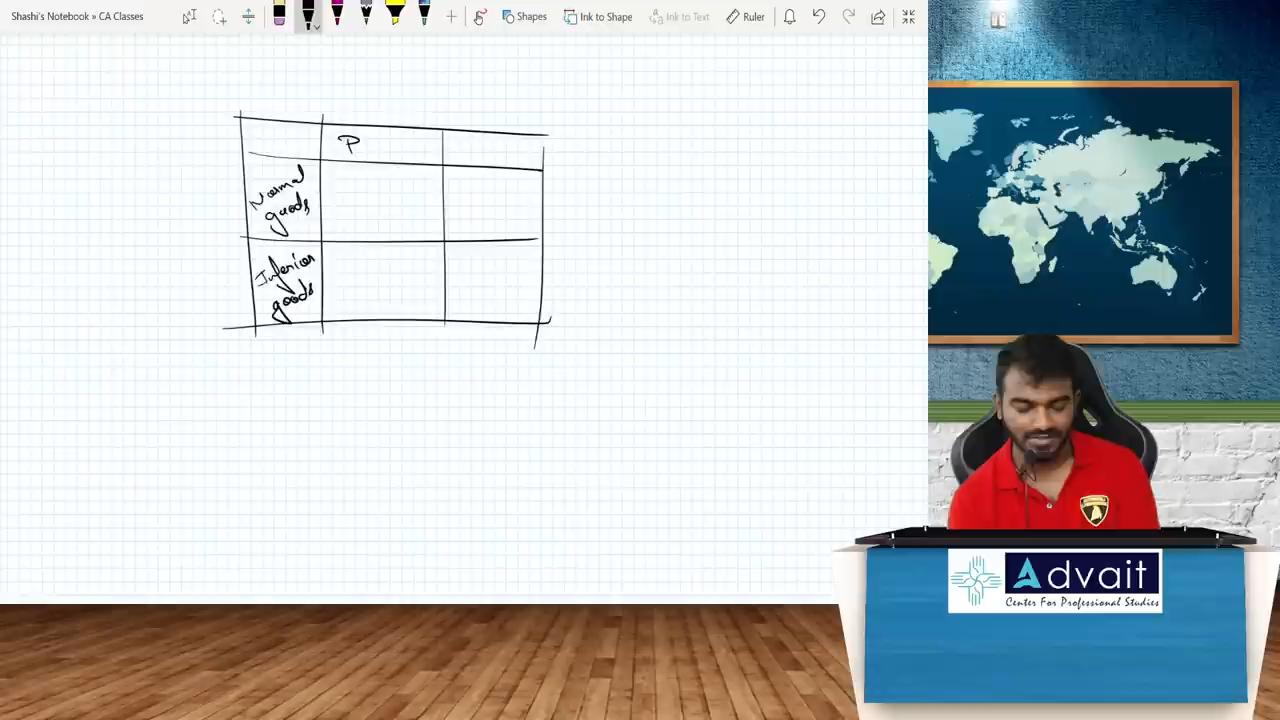 Shashi's Notebook » CA Classes
Shapes
Ink to Shape
Ink to Text
Ruler
P
Normal
goods
Inferior
goods
Advait
Center For Professional Studies